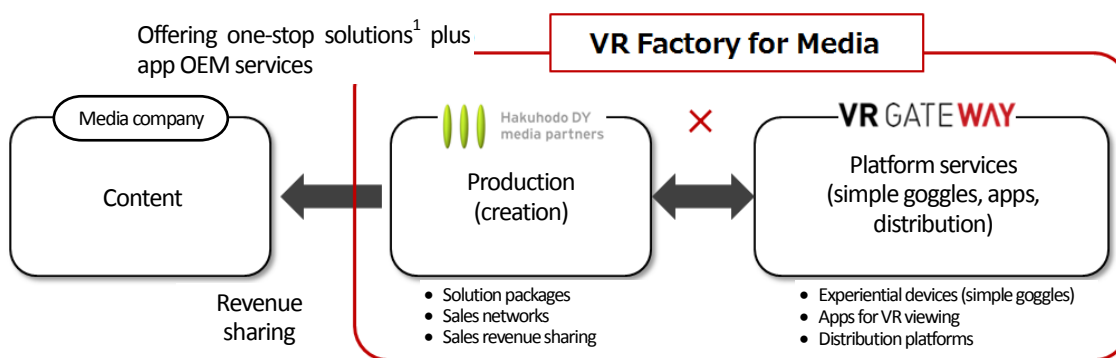 Offering one-stop solutions¹ plus
app OEM services
VR Factory for Media
Media company
Content
Hakuhodo DY
media partners
Production
(creation)
×
VR GATEWAY
Platform services
(simple goggles, apps,
distribution)
Revenue
sharing
• Solution packages
• Sales networks
• Sales revenue sharing
• Experiential devices (simple goggles)
• Apps for VR viewing
• Distribution platforms